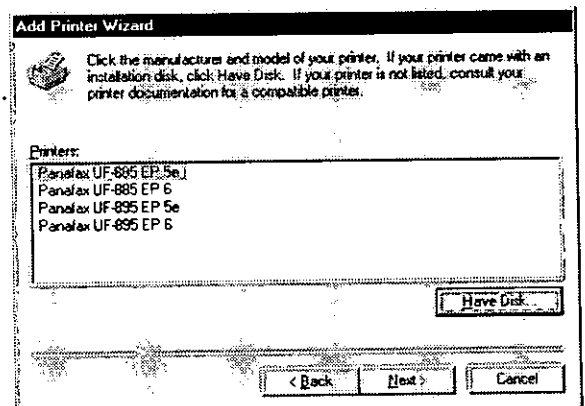 Add Printer Wizard
Click the manufacturer and model of your printer. If your printer came with an
installation disk, click Have Disk. If your printer is not listed, consult your
printer documentation for a compatible printer.
Printers:
Panafax UF-885 EP 5e
Panafax UF-885 EP 6
Panafax UF-895 EP 5e
Panafax UF-895 EP 6
Have Disk...
< Back
Next >
Cancel